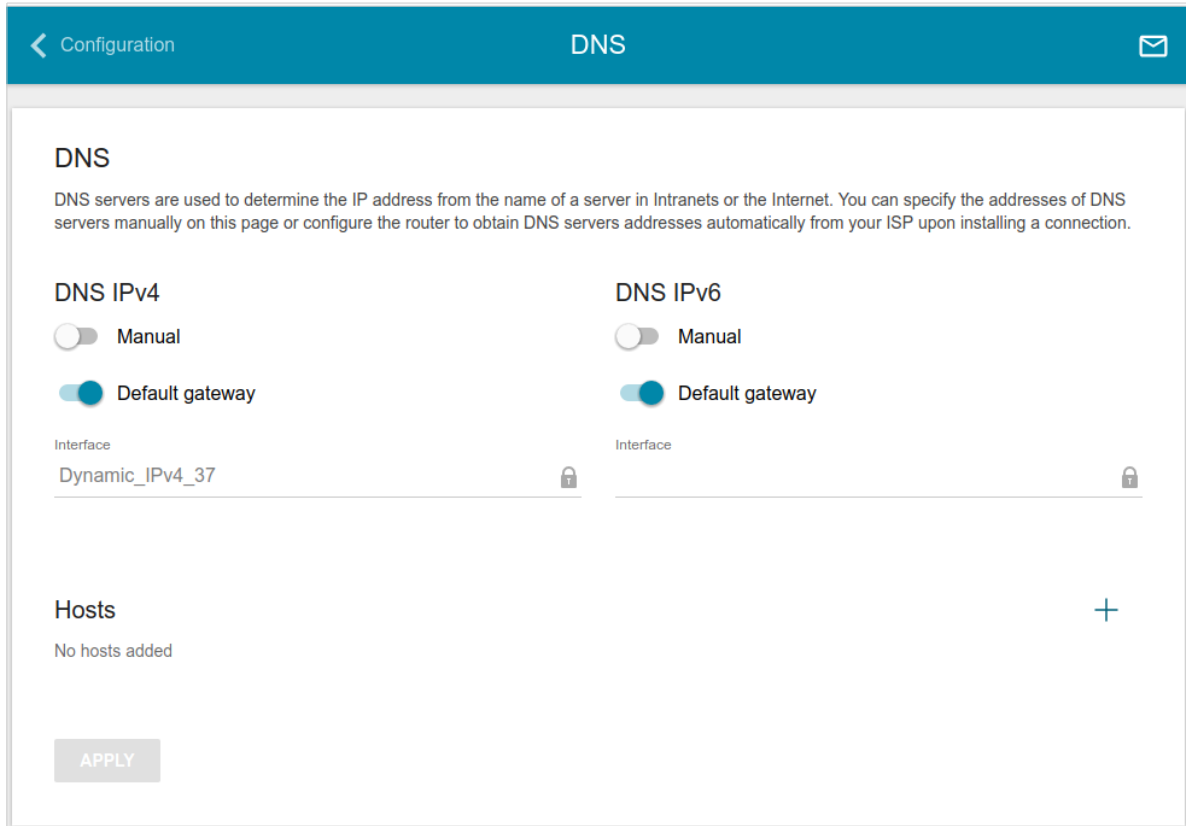 Configuration
DNS
DNS
DNS servers are used to determine the IP address from the name of a server in Intranets or the Internet. You can specify the addresses of DNS
servers manually on this page or configure the router to obtain DNS servers addresses automatically from your ISP upon installing a connection.
DNS IPv4
Manual
Default gateway
Interface
Dynamic_IPv4_37
DNS IPv6
Manual
Default gateway
Interface
Hosts
No hosts added
APPLY